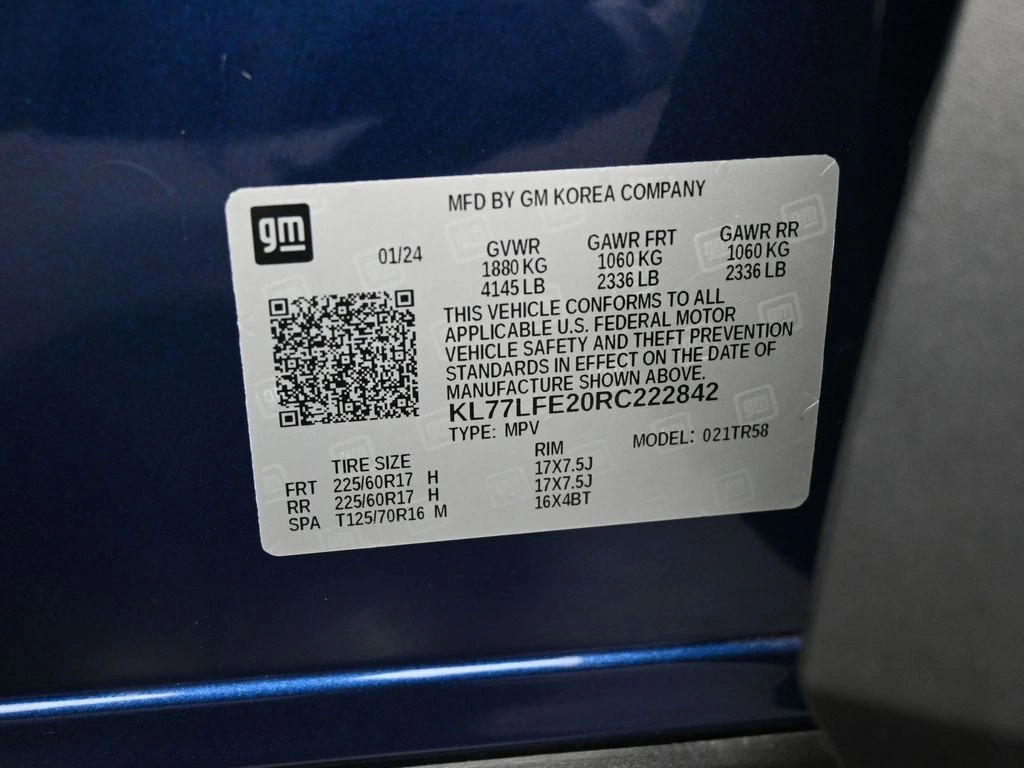 gm
MFD BY GM KOREA COMPANY
01/24
GVWR GAWR FRT GAWR RR
1880 KG 1060 KG 1060 KG
4145 LB 2336 LB 2336 LB
THIS VEHICLE CONFORMS TO ALL
APPLICABLE U.S. FEDERAL MOTOR
VEHICLE SAFETY AND THEFT PREVENTION
STANDARDS IN EFFECT ON THE DATE OF
MANUFACTURE SHOWN ABOVE.
KL77LFE20RC222842
TYPE: MPV MODEL: 021TR58
TIRE SIZE RIM
FRT 225/60R17 H 17X7.5J
RR 225/60R17 H 17X7.5J
SPA T125/70R16 M 16X4BT